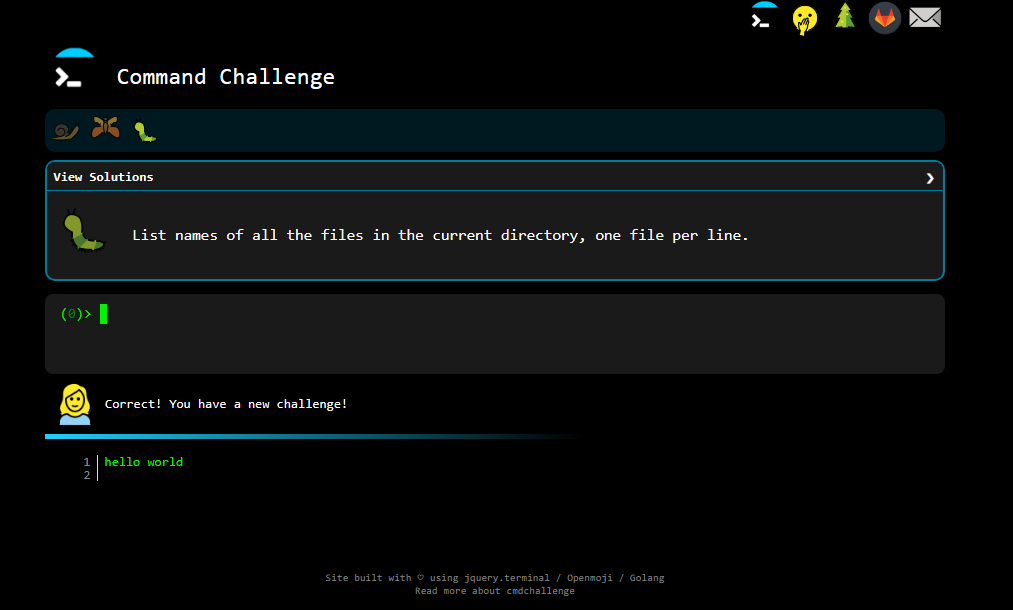 Command Challenge
View Solutions
List names of all the files in the current directory, one file per line.
(0)>
Correct! You have a new challenge!
1 hello world
2
Site built with ♡ using jquery.terminal / Openmoji / Golang
Read more about cmdchallenge